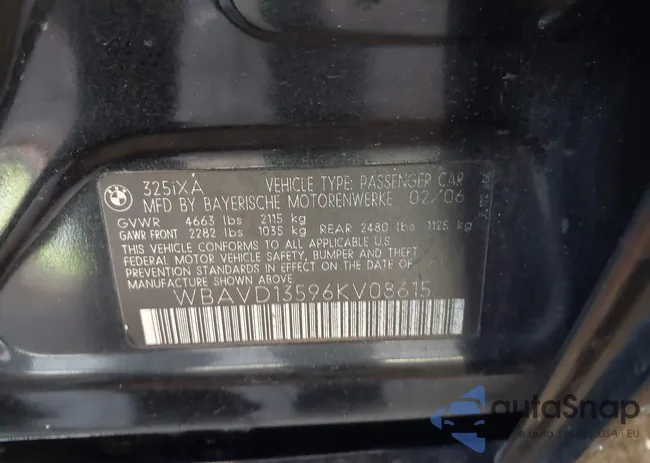 325iXA VEHICLE TYPE: PASSENGER CAR
MFD BY BAYERISCHE MOTORENWERKE 02/06
GVWR 4663 lbs 2115 kg
GAWR FRONT 2282 lbs 1035 kg REAR 2480 lbs 1125 kg
THIS VEHICLE CONFORMS TO ALL APPLICABLE U.S.
FEDERAL MOTOR VEHICLE SAFETY, BUMPER AND THEFT
PREVENTION STANDARDS IN EFFECT ON THE DATE OF
MANUFACTURE SHOWN ABOVE
WBAVD13596KV08615
autoSnap
USA i EU